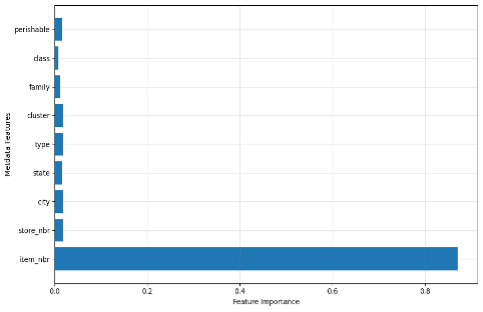 perishable
class
family
cluster
type
state
city
store_nbr
item_nbr
Metdata Features
0.0 0.2 0.4 0.6 0.8
Feature Importance